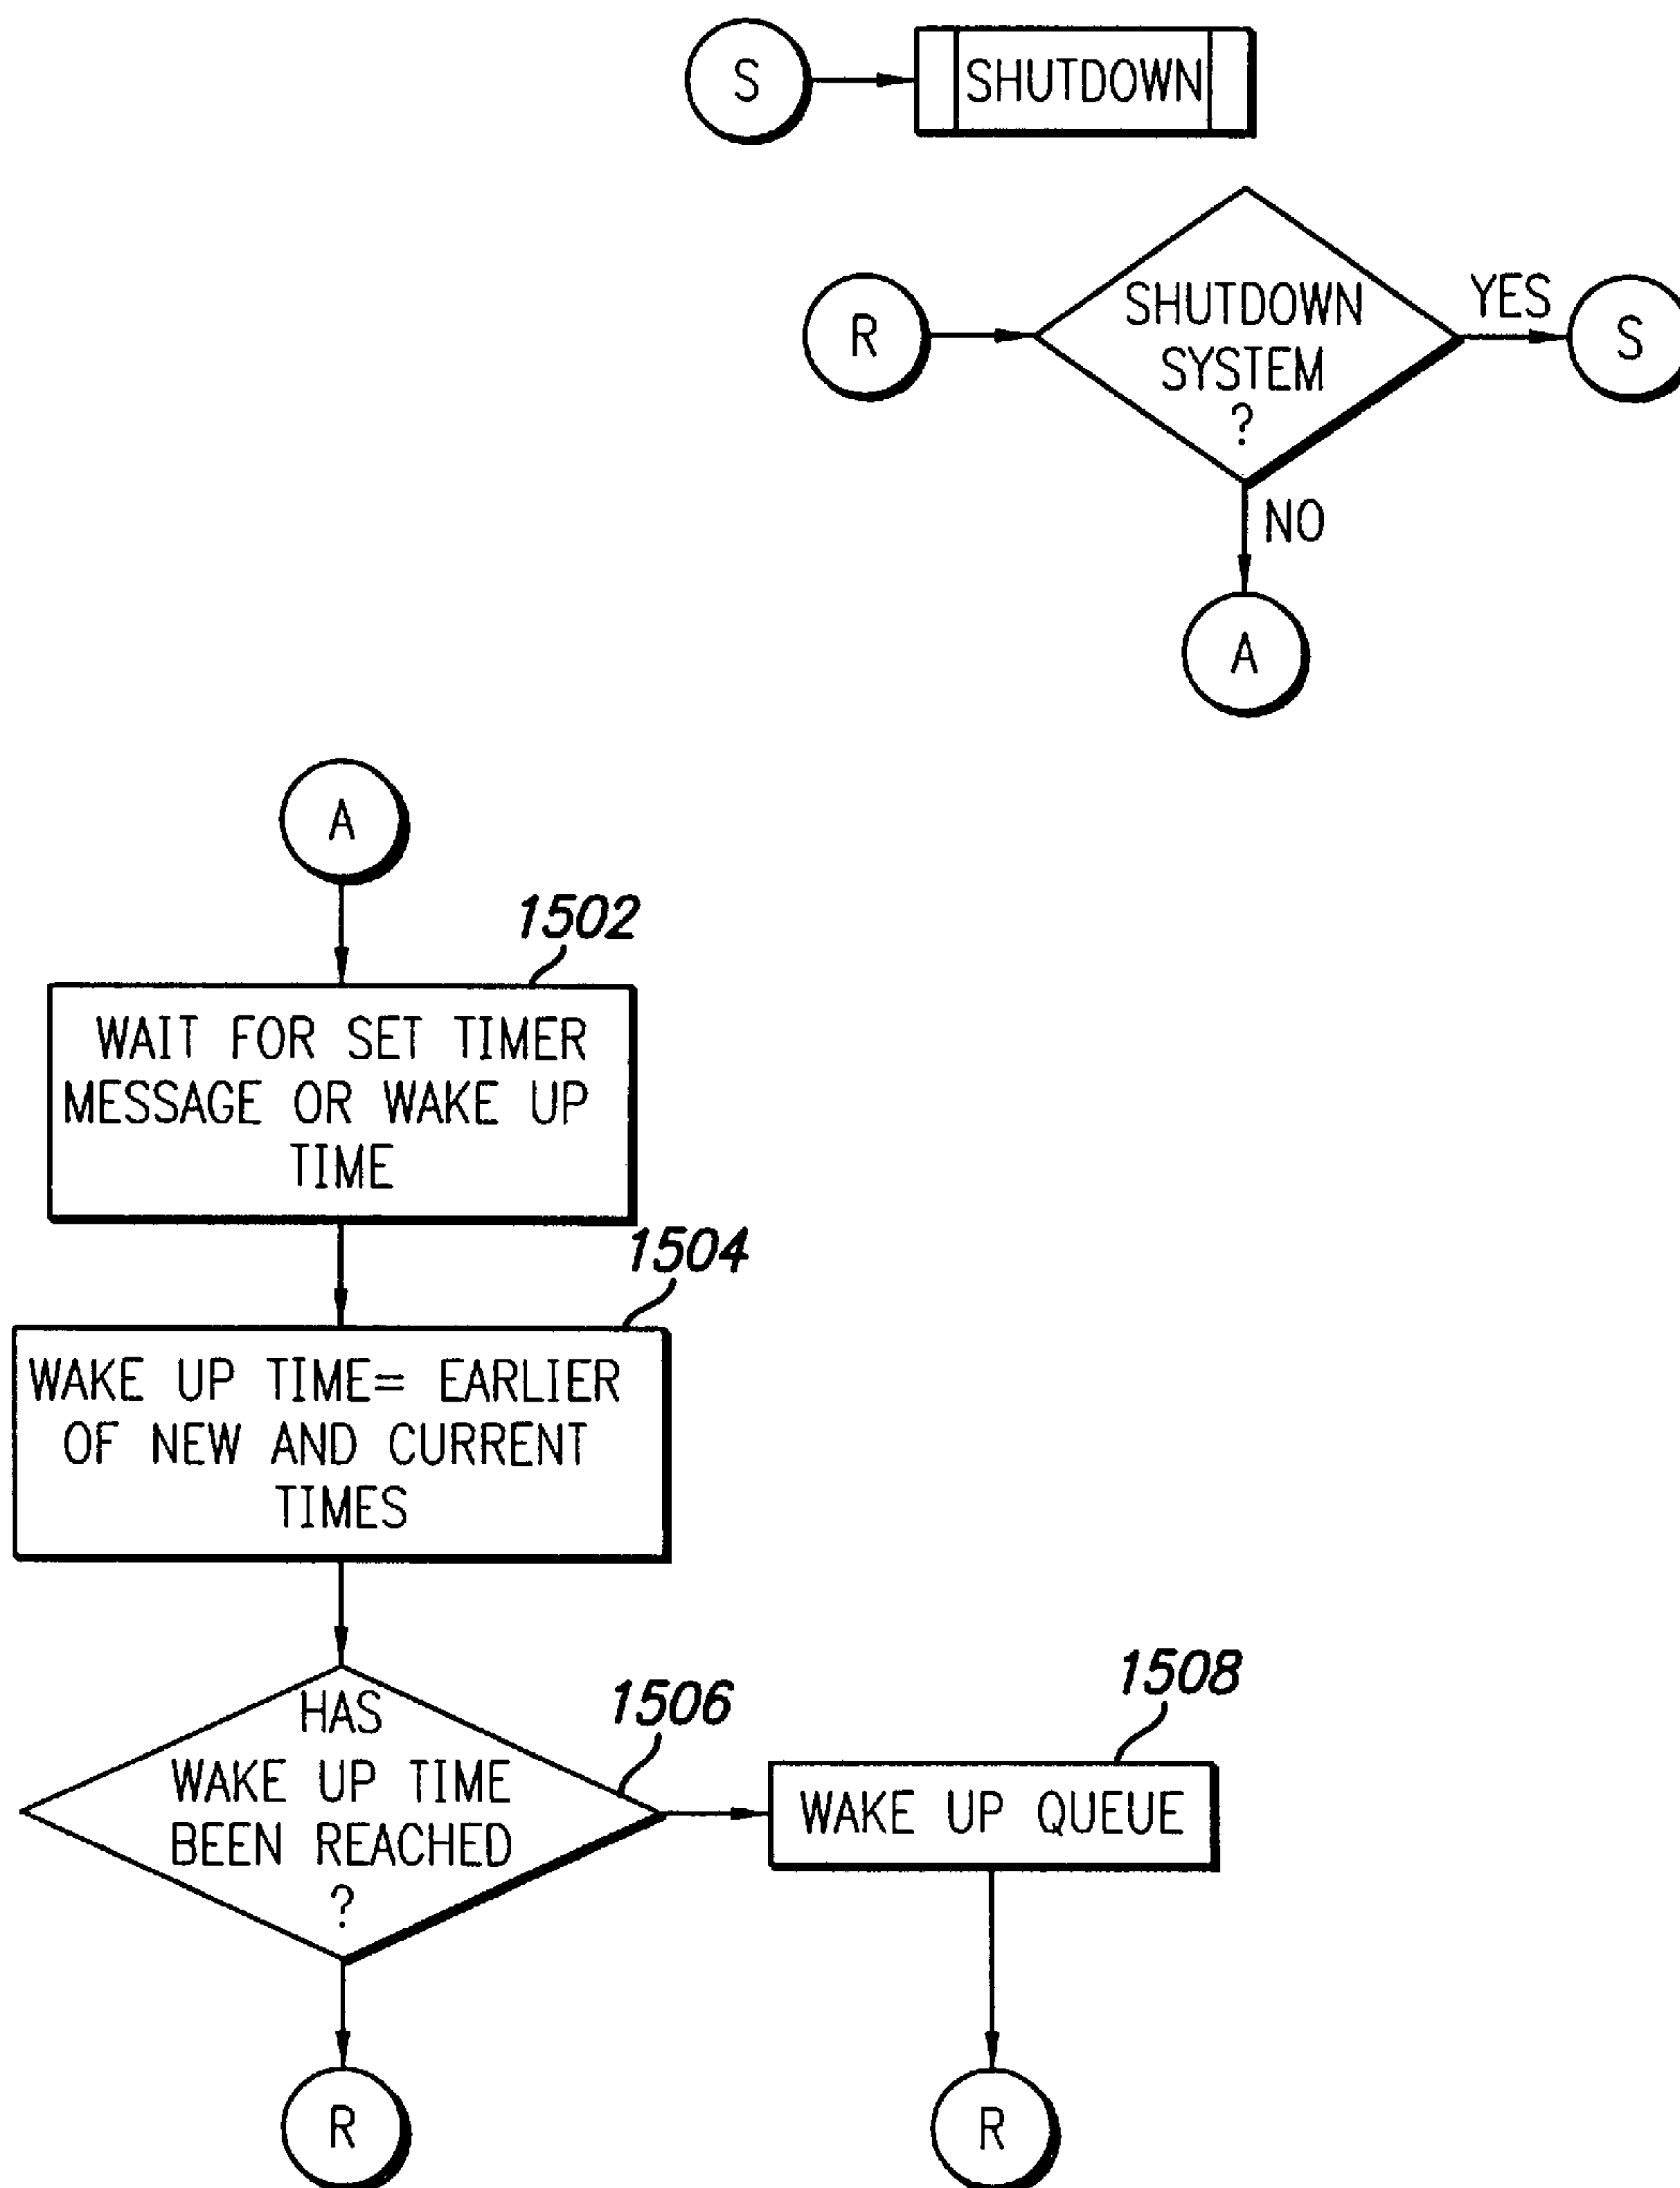 S
SHUTDOWN
R
SHUTDOWN
SYSTEM
?
YES
S
NO
A
A
1502
WAIT FOR SET TIMER
MESSAGE OR WAKE UP
TIME
1504
WAKE UP TIME= EARLIER
OF NEW AND CURRENT
TIMES
1506
HAS
WAKE UP TIME
BEEN REACHED
?
1508
WAKE UP QUEUE
R
R